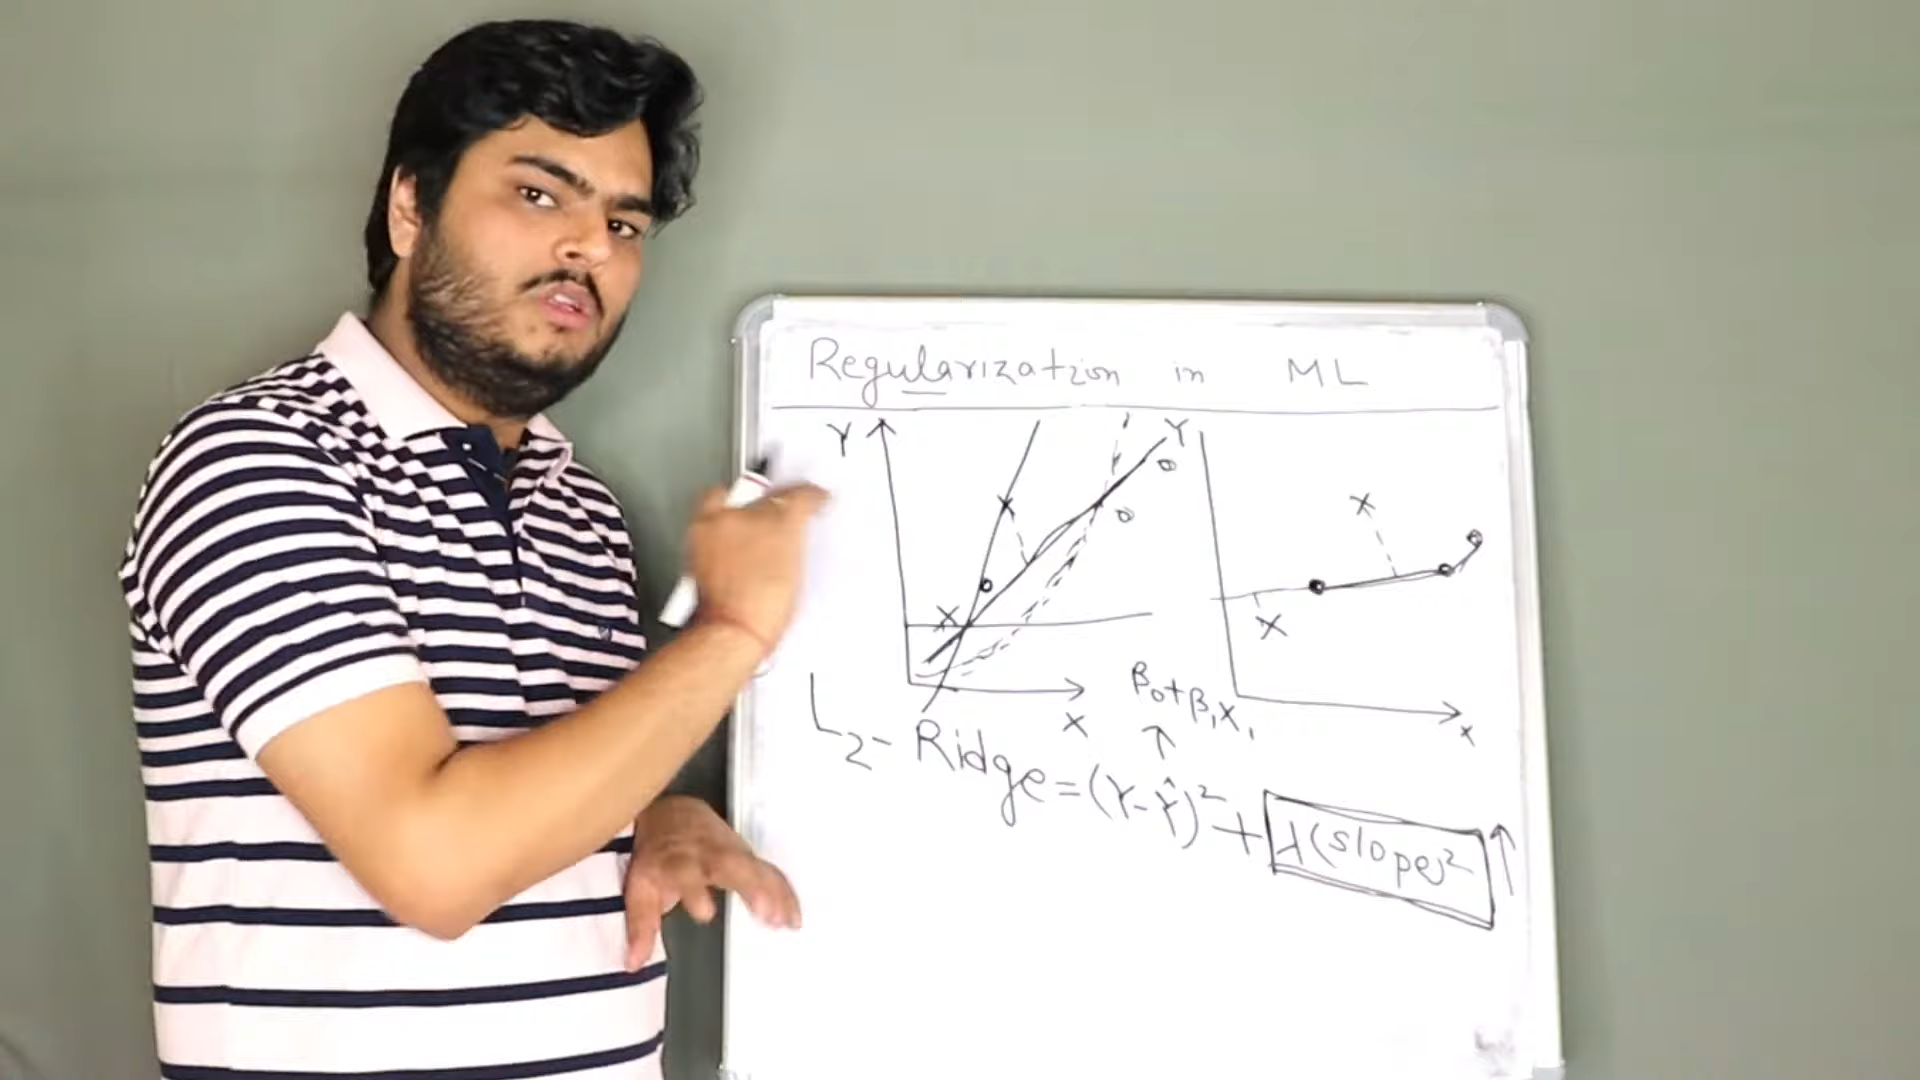 Regularization in ML
Y
Y
X
β₀+β₁X₁
x
L2- Ridge=(Y-Ŷ)²+λ(slope)²